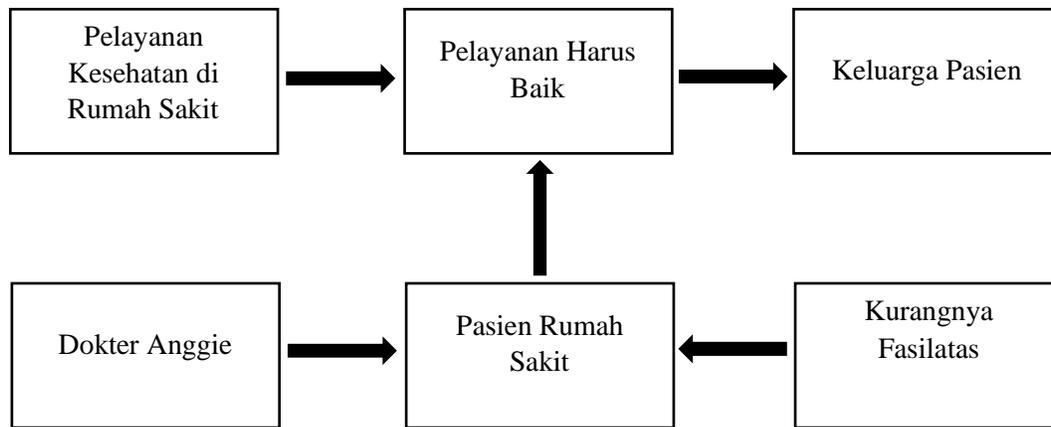 Pelayanan
Kesehatan di
Rumah Sakit
Pelayanan Harus
Baik
Keluarga Pasien
Dokter Anggie
Pasien Rumah
Sakit
Kurangnya
Fasilatas